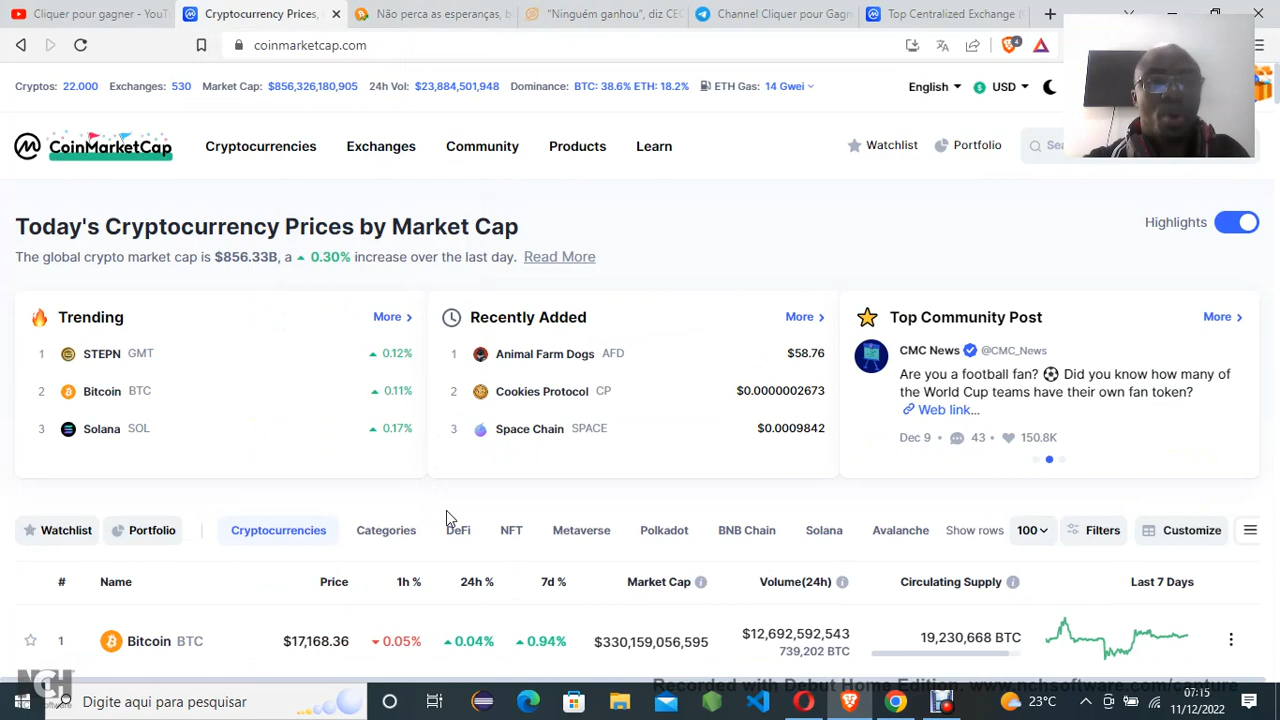 Cliquer pour gagner - YouT
Cryptocurrency Prices,
Não perca as esperanças, b
"Ninguém ganhou", diz CE
Channel Cliquer pour Gagn
Top Centralized Exchange (
coinmarketcap.com
4
Cryptos: 22.000 Exchanges: 530 Market Cap: $856,326,180,905 24h Vol: $23,884,501,948 Dominance: BTC: 38.6% ETH: 18.2% ETH Gas: 14 Gwei
English
USD
CoinMarketCap
Cryptocurrencies Exchanges Community Products Learn
Watchlist Portfolio
Sea
Today's Cryptocurrency Prices by Market Cap
Highlights
The global crypto market cap is $856.33B, a 0.30% increase over the last day. Read More
Trending More
1 STEPN GMT 0.12%
2 Bitcoin BTC 0.11%
3 Solana SOL 0.17%
Recently Added More
1 Animal Farm Dogs AFD $58.76
2 Cookies Protocol CP $0.0000002673
3 Space Chain SPACE $0.0009842
Top Community Post More
CMC News @CMC_News
Are you a football fan? ⚽ Did you know how many of
the World Cup teams have their own fan token?
Web link...
Dec 9 • 43 • 150.8K
Watchlist Portfolio Cryptocurrencies Categories DeFi NFT Metaverse Polkadot BNB Chain Solana Avalanche Show rows 100 Filters Customize
# Name Price 1h % 24h % 7d % Market Cap Volume(24h) Circulating Supply Last 7 Days
1 Bitcoin BTC $17,168.36 0.05% 0.04% 0.94% $330,159,056,595 $12,692,592,543 19,230,668 BTC
739,202 BTC
NCH
software.com
Recorded with Debut Home Edition. www.nchsoftware.com/capture
Digite aqui para pesquisar
23°C
07:15
11/12/2022